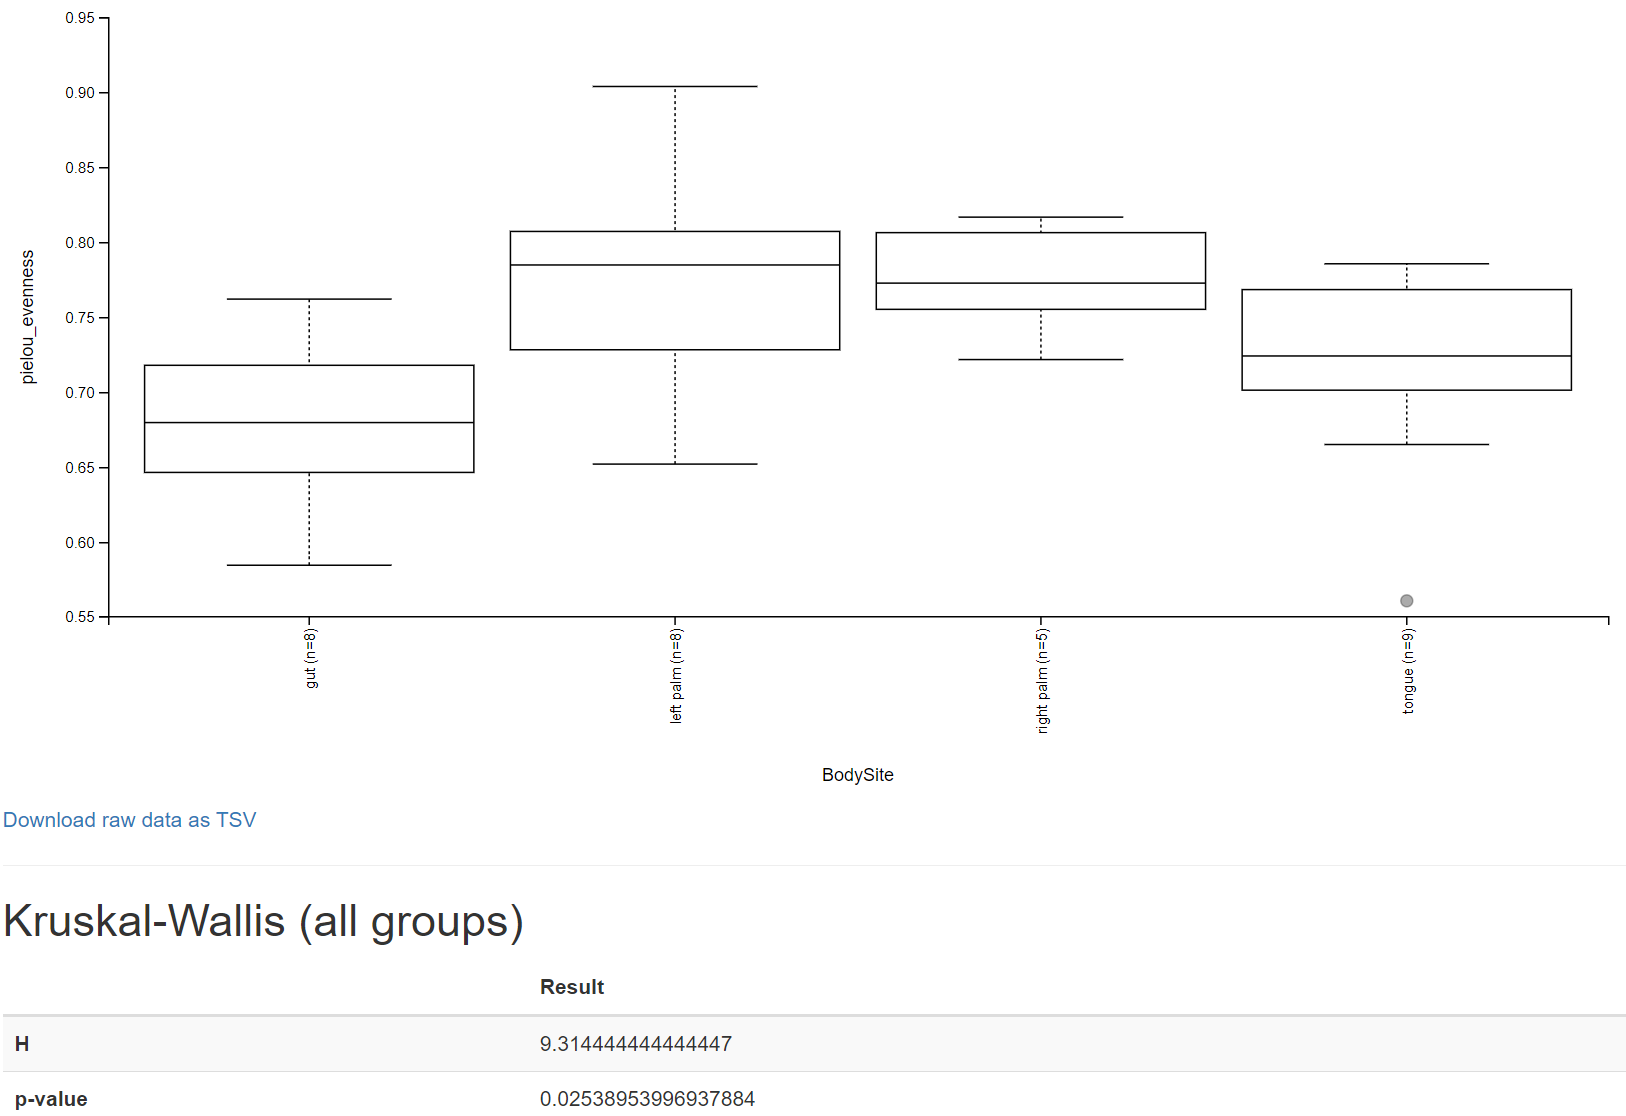 0.95
0.90
0.85
0.80
0.75
0.70
0.65
0.60
0.55
pielou_evenness
gut (n=8)
left palm (n=8)
right palm (n=5)
tongue (n=9)
BodySite
Download raw data as TSV
Kruskal-Wallis (all groups)
Result
H 9.314444444444447
p-value 0.02538953996937884